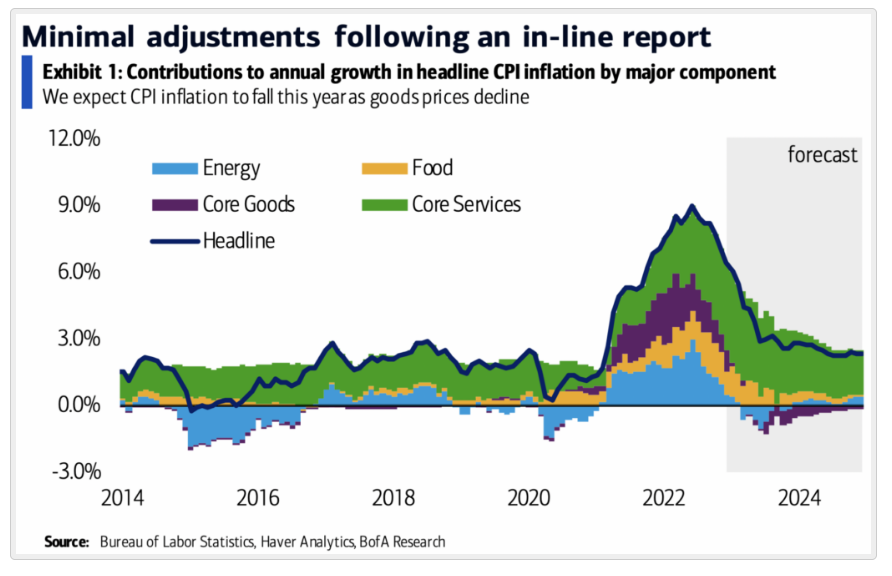 Minimal adjustments following an in-line report
Exhibit 1: Contributions to annual growth in headline CPI inflation by major component
We expect CPI inflation to fall this year as goods prices decline
12.0%
forecast
Energy
Food
9.0%
Core Goods
Core Services
Headline
6.0%
3.0%
0.0%
-3.0%
2014
2016
2018
2020
2022
2024
Source: Bureau of Labor Statistics, Haver Analytics, BofA Research